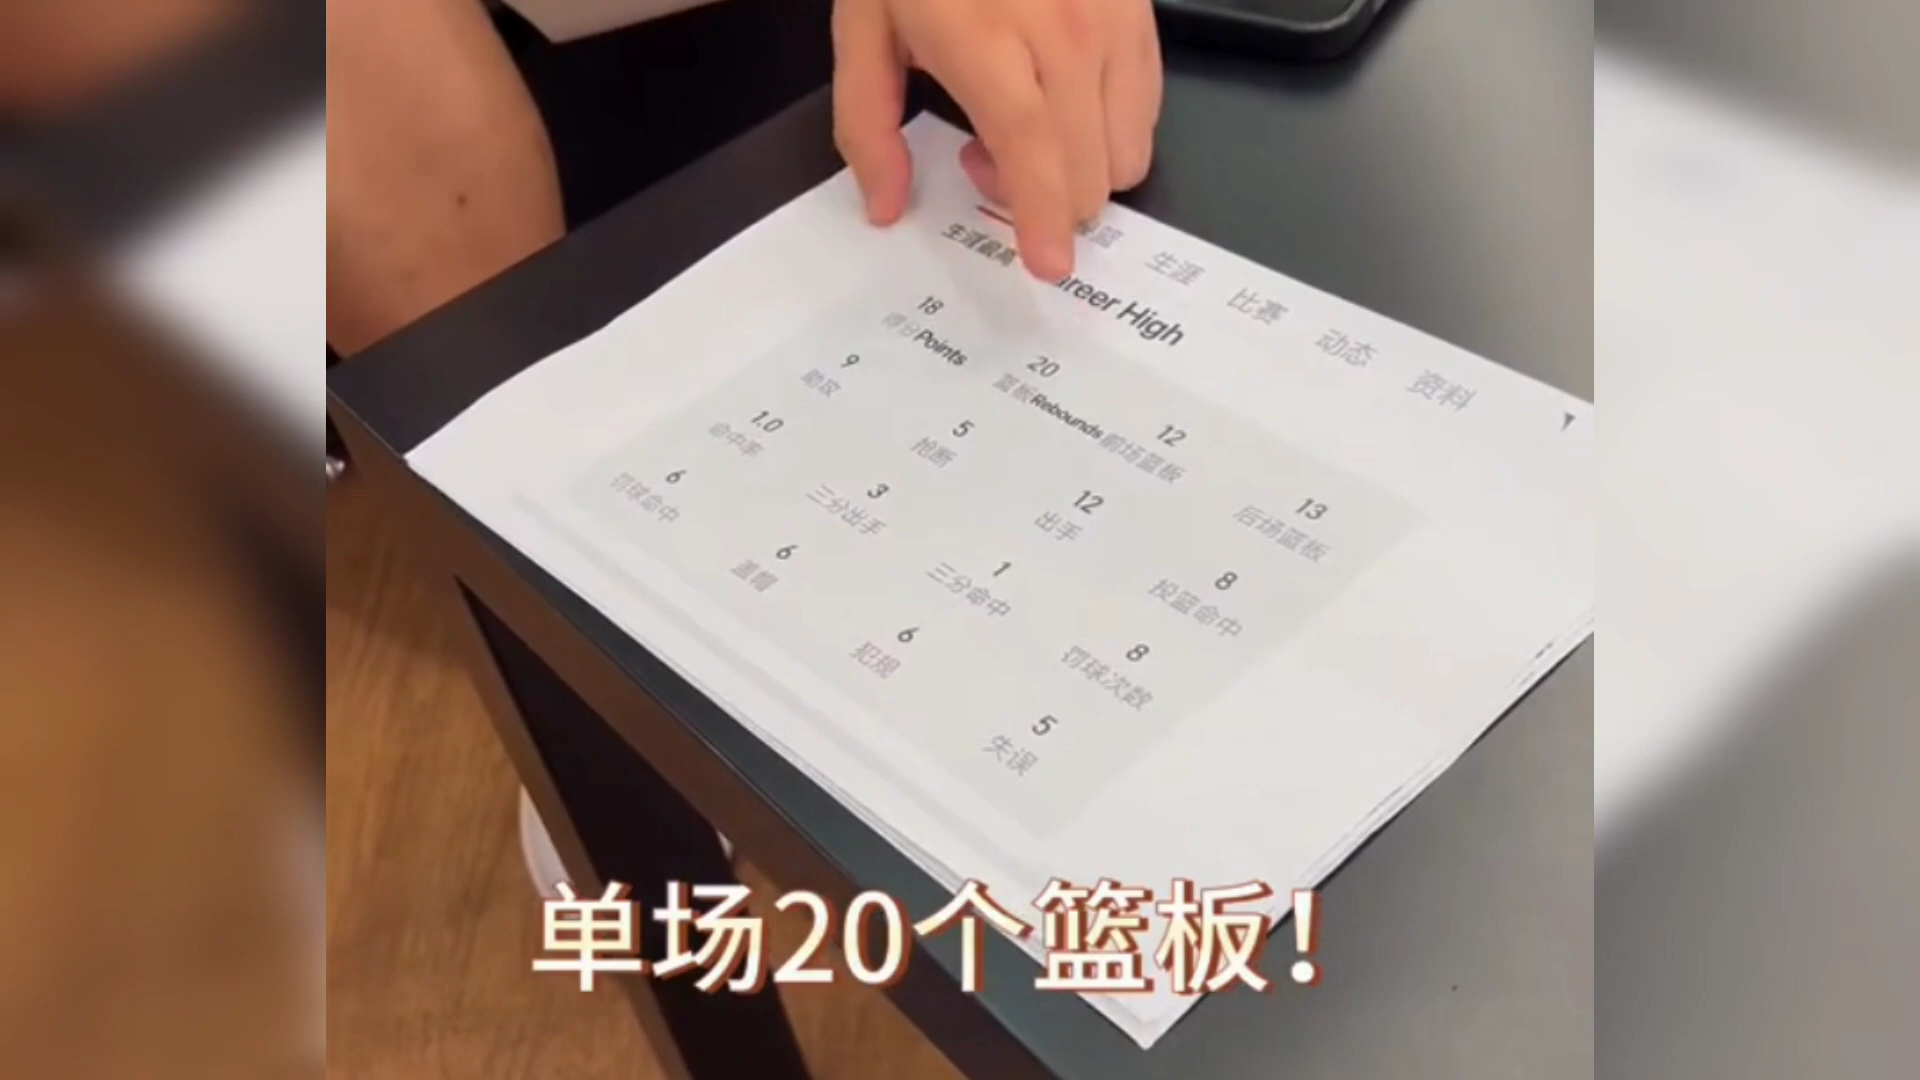 生涯 比赛 动态 资料
生涯最高 Career High
18 20 12 13
得分Points 篮板Rebounds 前场篮板 后场篮板
9 5 12 8
助攻 抢断 出手 投篮命中
1.0 3 1 8
命中率 三分出手 三分命中 罚球次数
6 6 6 5
罚球命中 盖帽 犯规 失误
单场20个篮板!